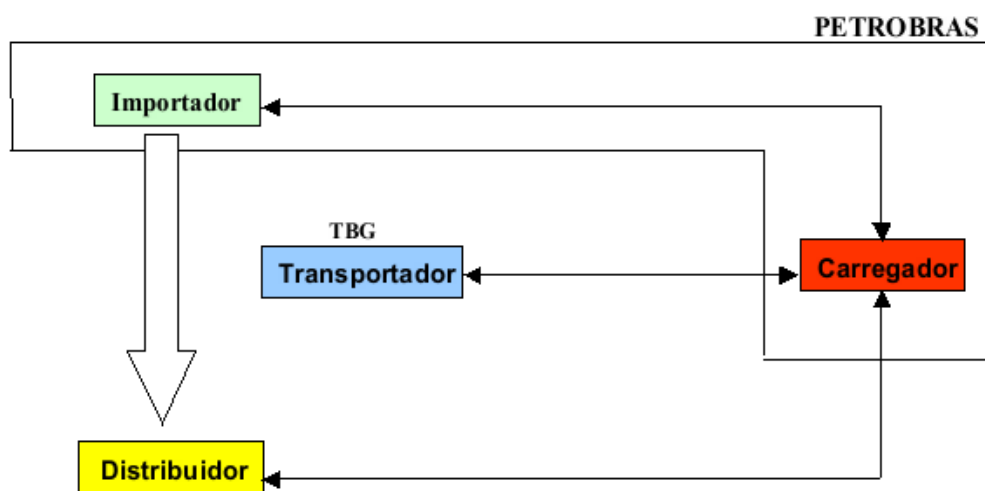 PETROBRAS
Importador
TBG
Transportador
Carregador
Distribuidor